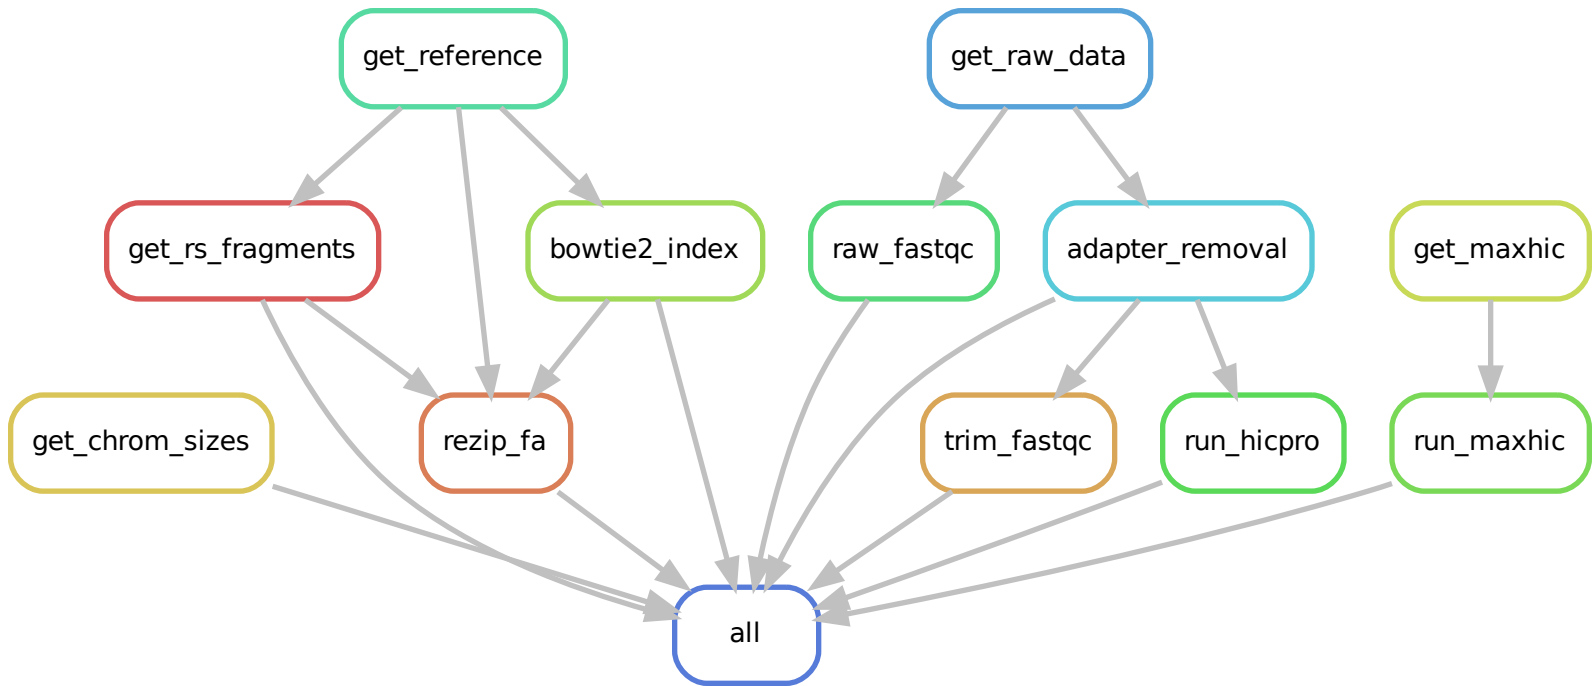 get_reference
get_raw_data
get_rs_fragments
bowtie2_index
raw_fastqc
adapter_removal
get_maxhic
get_chrom_sizes
rezip_fa
trim_fastqc
run_hicpro
run_maxhic
all